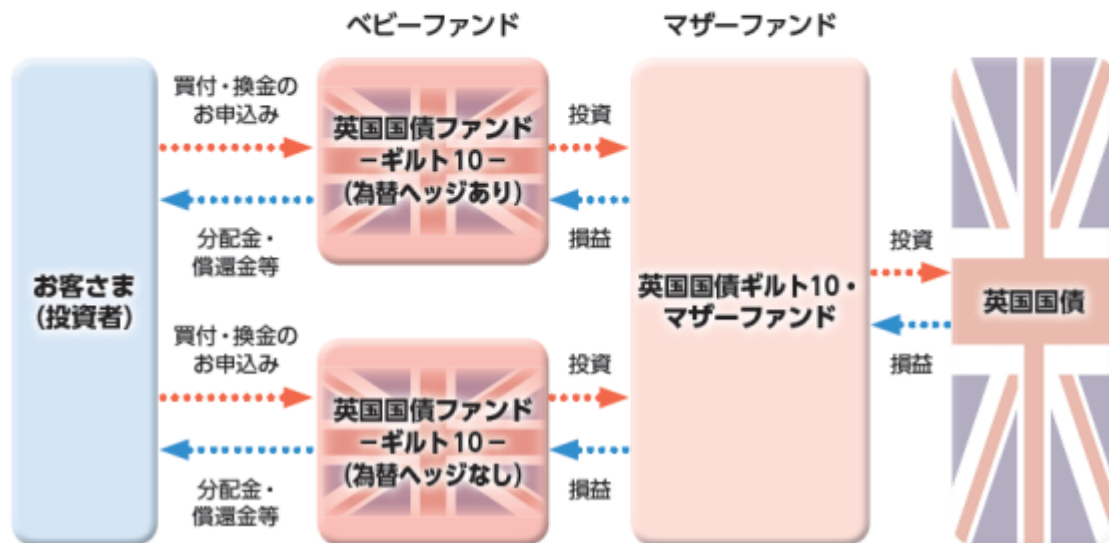 ベビーファンド
マザーファンド
お客さま
（投資者）
買付・換金の
お申込み
分配金・
償還金等
英国国債ファンド
－ギルト10－
（為替ヘッジあり）
投資
損益
買付・換金の
お申込み
分配金・
償還金等
英国国債ファンド
－ギルト10－
（為替ヘッジなし）
投資
損益
英国国債ギルト10・
マザーファンド
投資
損益
英国国債